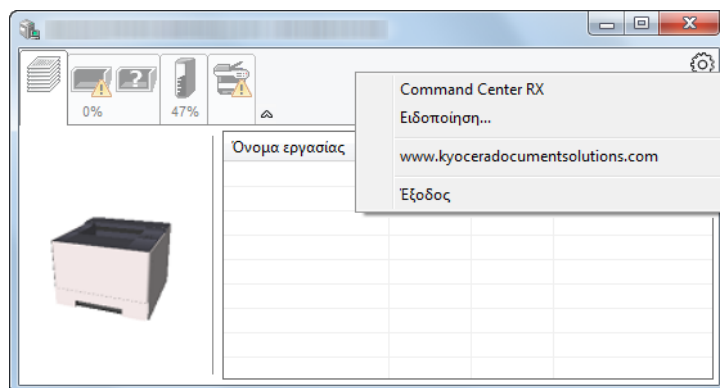 0%
47%
Όνομα εργασίας
Command Center RX
Ειδοποίηση...
www.kyoceradocumentsolutions.com
Έξοδος